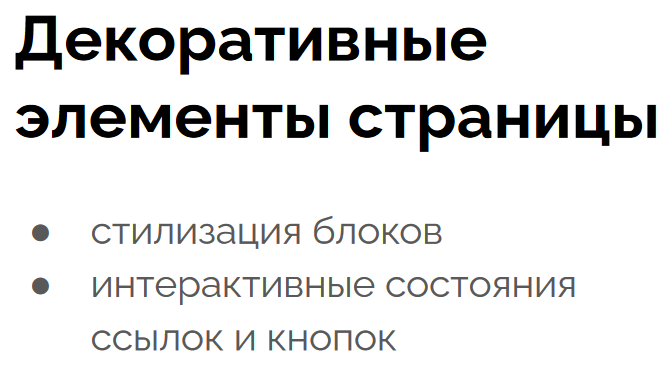 Декоративные
элементы страницы
● стилизация блоков
● интерактивные состояния
ссылок и кнопок